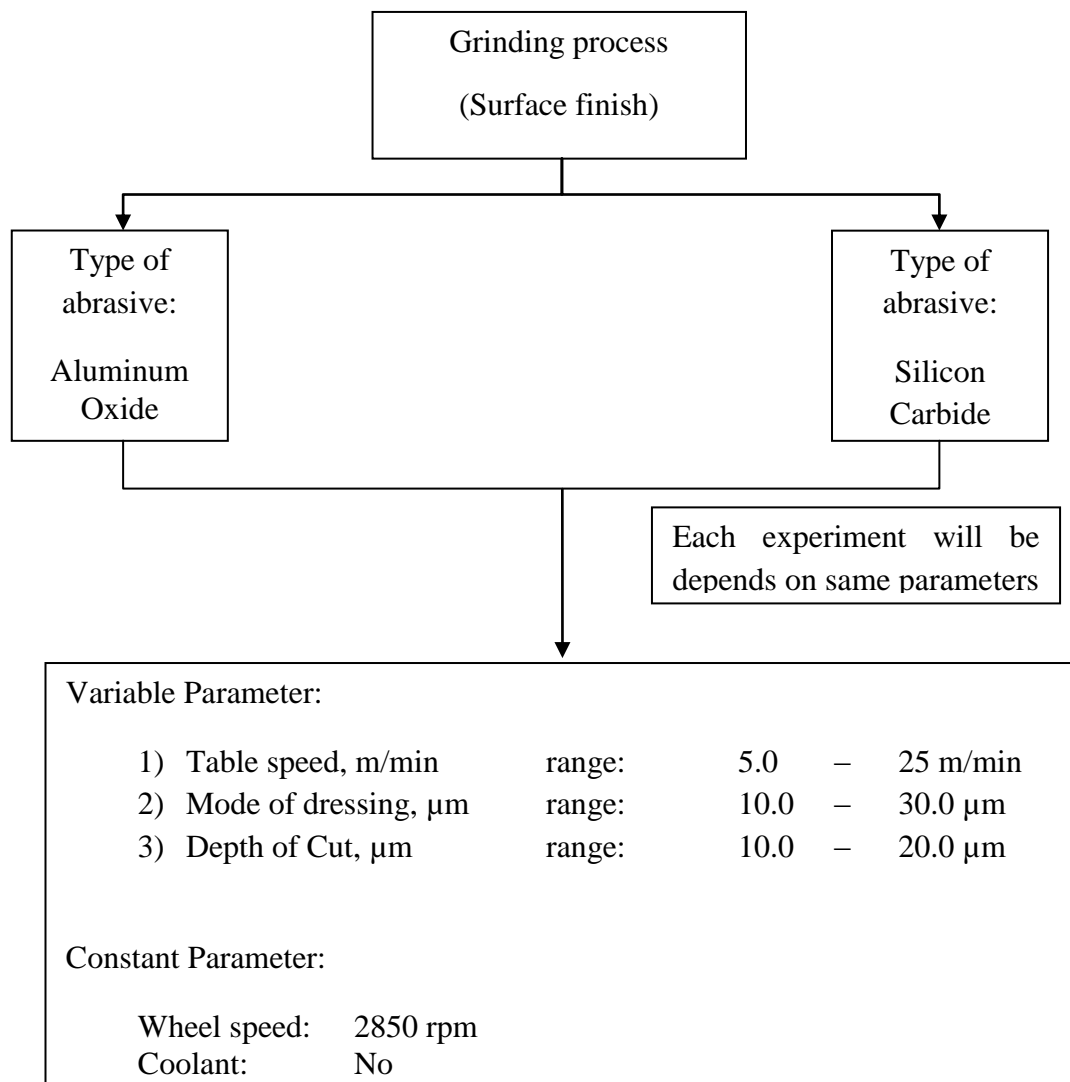 Grinding process
(Surface finish)
Type of
abrasive:
Aluminum
Oxide
Type of
abrasive:
Silicon
Carbide
Each experiment will be
depends on same parameters
Variable Parameter:
1) Table speed, m/min range: 5.0 – 25 m/min
2) Mode of dressing, µm range: 10.0 – 30.0 µm
3) Depth of Cut, µm range: 10.0 – 20.0 µm
Constant Parameter:
Wheel speed: 2850 rpm
Coolant: No